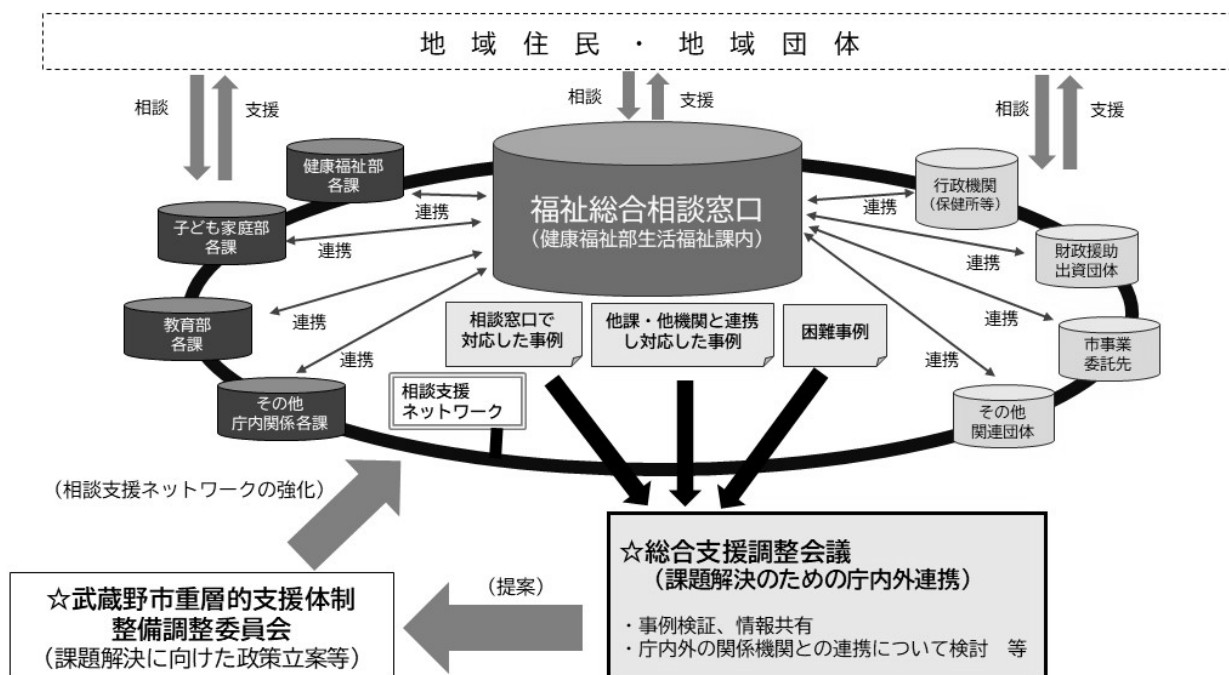 地域住民・地域団体
相談
支援
相談
支援
相談
支援
健康福祉部
各課
子ども家庭部
各課
教育部
各課
その他
庁内関係各課
連携
連携
連携
連携
福祉総合相談窓口
（健康福祉部生活福祉課内）
連携
連携
連携
連携
行政機関
（保健所等）
財政援助
出資団体
市事業
委託先
その他
関連団体
相談窓口で
対応した事例
他課・他機関と連携
し対応した事例
困難事例
相談支援
ネットワーク
（相談支援ネットワークの強化）
☆総合支援調整会議
（課題解決のための庁内外連携）
・事例検証、情報共有
・庁内外の関係機関との連携について検討　等
（提案）
☆武蔵野市重層的支援体制
整備調整委員会
（課題解決に向けた政策立案等）